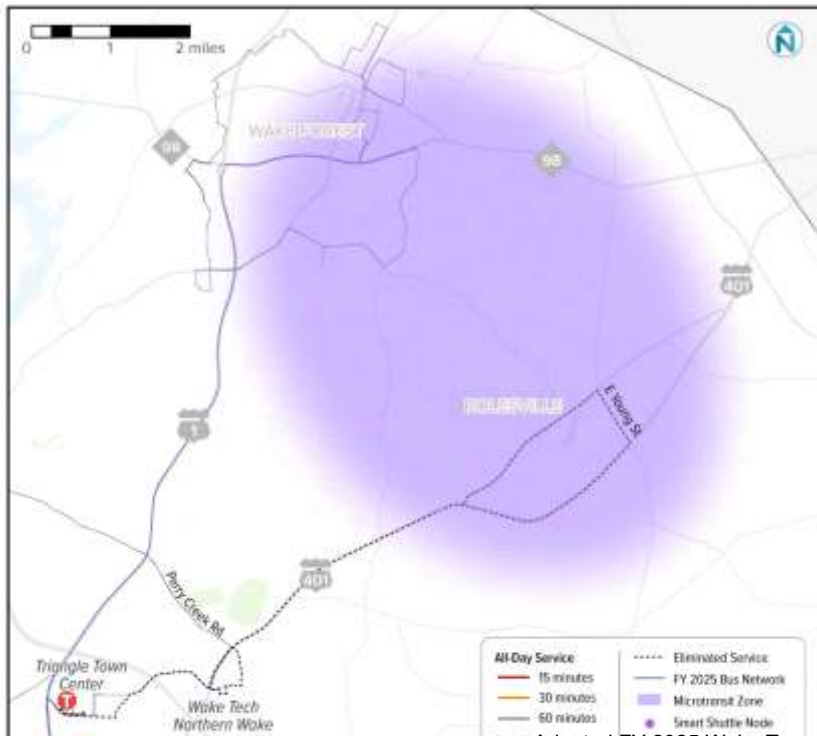 0 1 2 miles
N
WAKE FOREST
98
98
401
ROLESVILLE
E Young St
1
401
Perry Creek Rd
Triangle Town
Center
T
Wake Tech
Northern Wake
All-Day Service
15 minutes
30 minutes
60 minutes
Eliminated Service
FY 2025 Bus Network
Microtransit Zone
Smart Shuttle Node